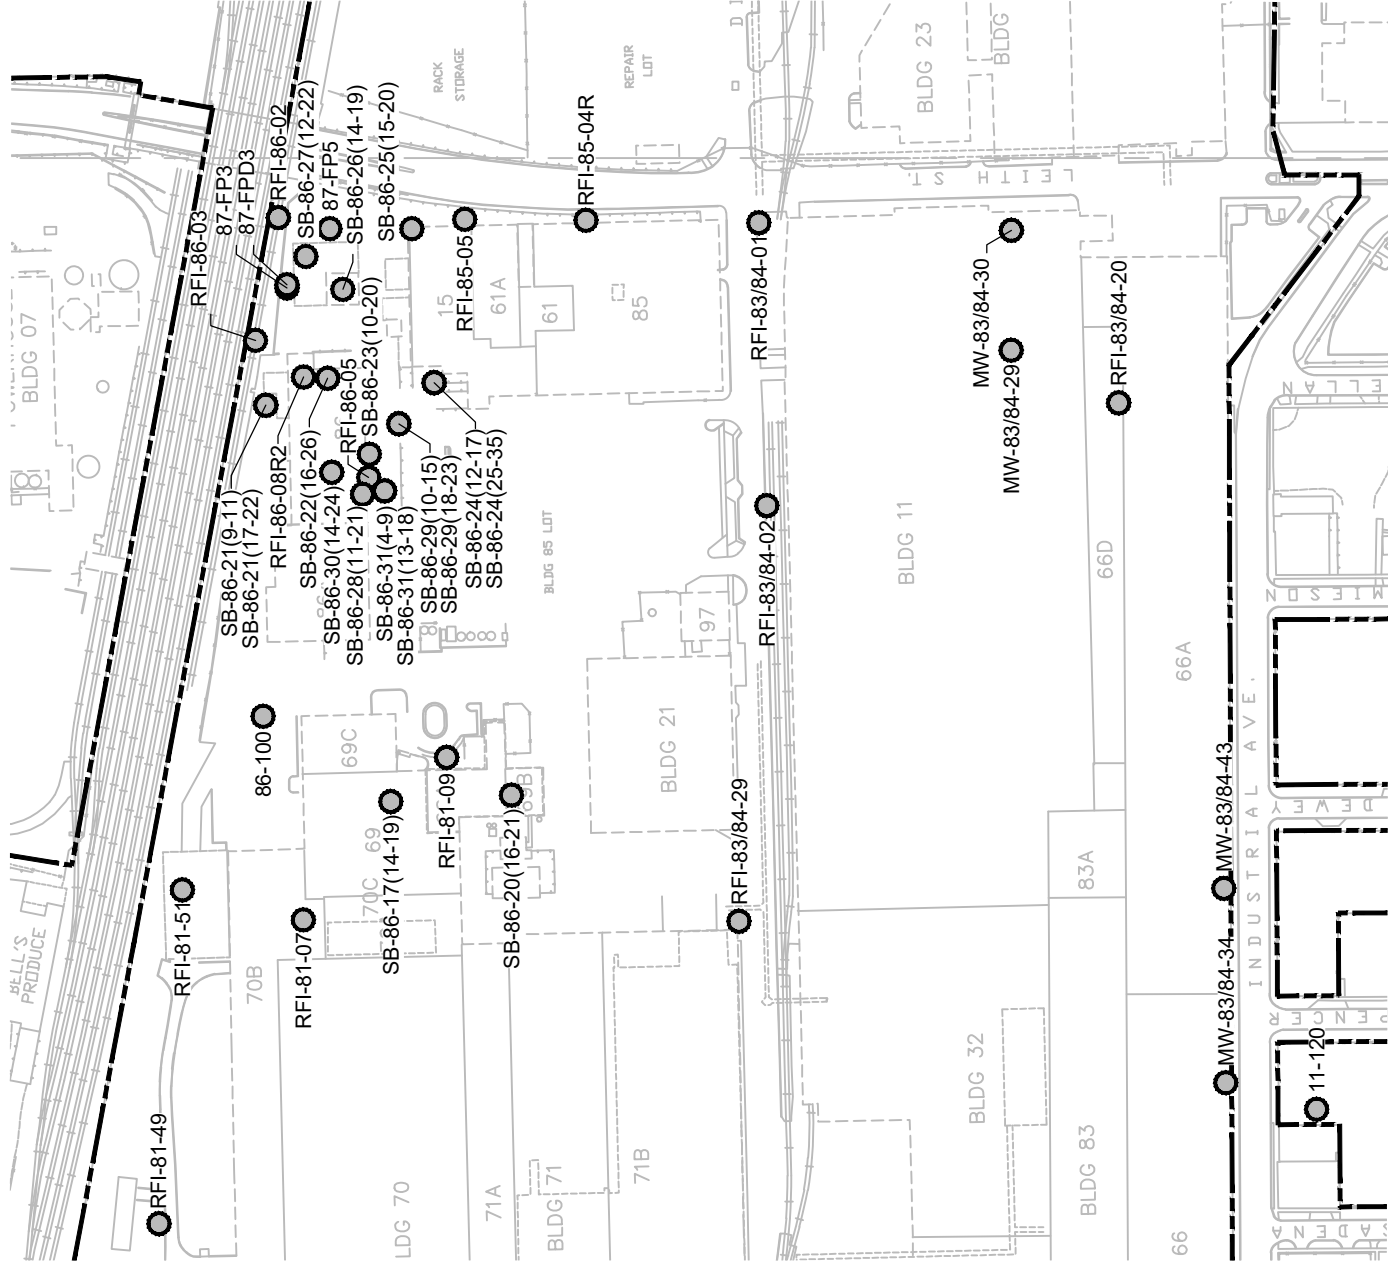 RACK
STORAGE
REPAIR
LOT
BLDG 23
BLDG
BLDG 07
RFI-86-03
87-FP3
87-FPD3
RFI-86-02
SB-86-27(12-22)
87-FP5
SB-86-26(14-19)
SB-86-25(15-20)
RFI-85-04R
RFI-85-05
15
61A
61
85
LEITH ST
RFI-83/84-01
MW-83/84-30
MW-83/84-29
RFI-83/84-20
SB-86-21(9-11)
SB-86-21(17-22)
RFI-86-08R2
SB-86-22(16-26)
SB-86-30(14-24)
RFI-86-05
SB-86-23(10-20)
SB-86-28(11-21)
SB-86-31(4-9)
SB-86-31(13-18)
SB-86-29(10-15)
SB-86-29(18-23)
SB-86-24(12-17)
SB-86-24(25-35)
BLDG 85 LOT
RFI-83/84-02
BLDG 11
66D
66A
97
86-100
69C
BLDG 21
RFI-81-09
69B
69
70C
SB-86-17(14-19)
SB-86-20(16-21)
RFI-83/84-29
83A
MW-83/84-43
INDUSTRIAL AVE.
DEWEY
BELL'S
PRODUCE
RFI-81-51
70B
RFI-81-07
MW-83/84-34
11-120
RFI-81-49
LDG 70
71A
BLDG 71
71B
BLDG 32
BLDG 83
66